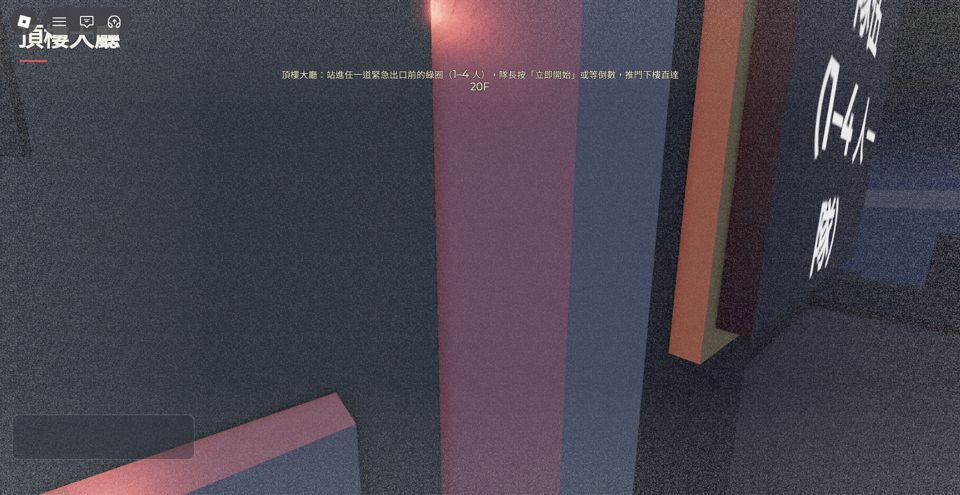 頂樓大廳
頂樓大廳：站進任一道緊急出口前的綠圈（1–4 人），隊長按「立即開始」或等倒數，推門下樓直達
20F
(1–4 人一
隊)